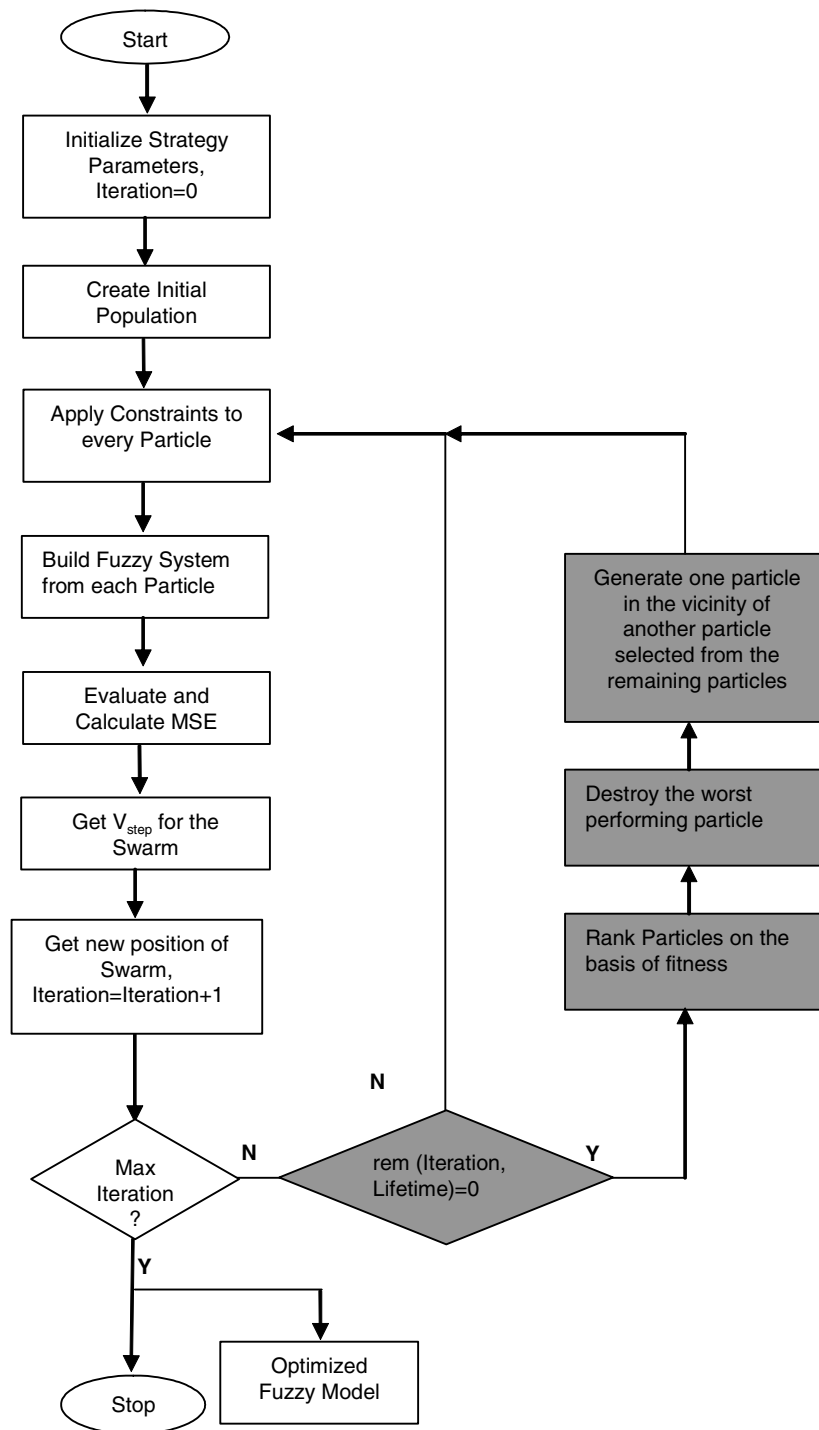 Start
Initialize Strategy
Parameters,
Iteration=0
Create Initial
Population
Apply Constraints to
every Particle
Build Fuzzy System
from each Particle
Evaluate and
Calculate MSE
Get Vstep for the
Swarm
Get new position of
Swarm,
Iteration=Iteration+1
Max
Iteration
?
N
Y
Stop
Optimized
Fuzzy Model
rem (Iteration,
Lifetime)=0
N
Y
Rank Particles on the
basis of fitness
Destroy the worst
performing particle
Generate one particle
in the vicinity of
another particle
selected from the
remaining particles